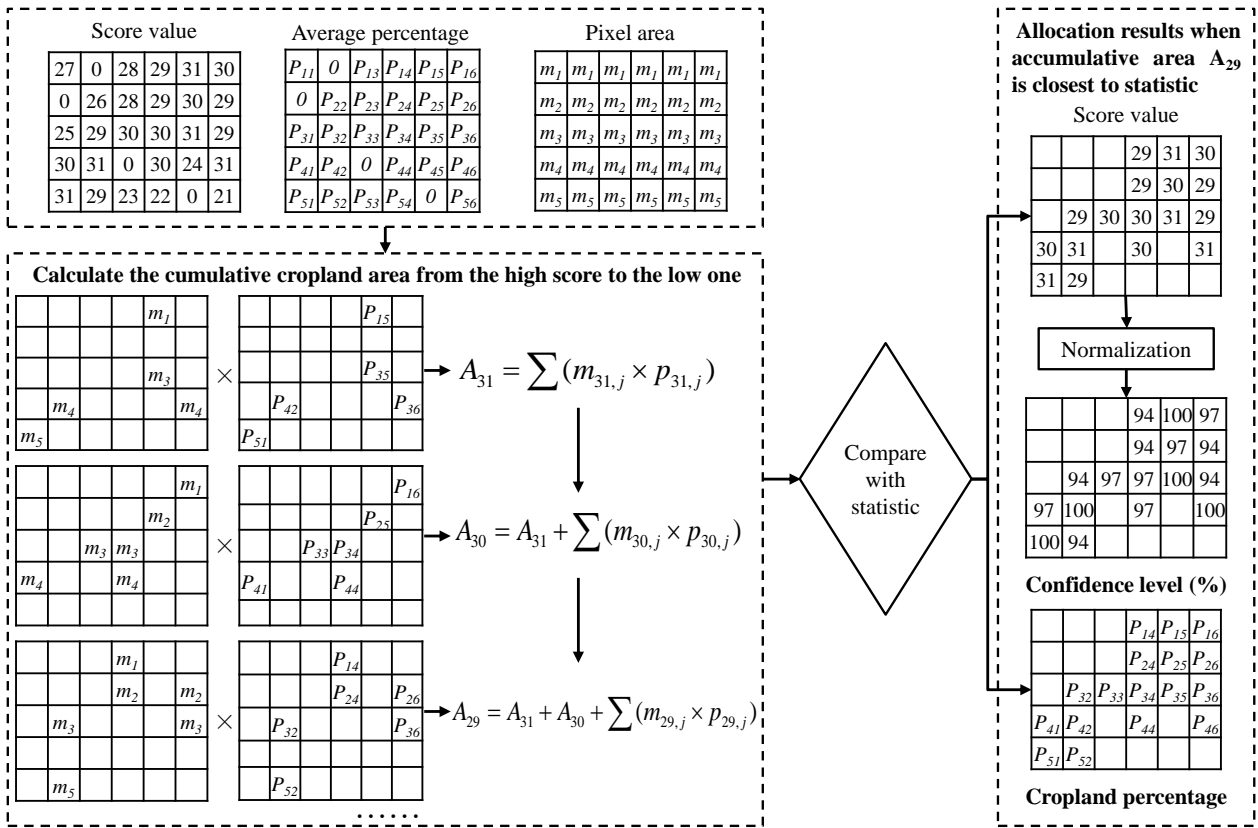 Score value
27 0 28 29 31 30
0 26 28 29 30 29
25 29 30 30 31 29
30 31 0 30 24 31
31 29 23 22 0 21
Average percentage
P11 0 P13 P14 P15 P16
0 P22 P23 P24 P25 P26
P31 P32 P33 P34 P35 P36
P41 P42 0 P44 P45 P46
P51 P52 P53 P54 0 P56
Pixel area
m1 m1 m1 m1 m1 m1
m2 m2 m2 m2 m2 m2
m3 m3 m3 m3 m3 m3
m4 m4 m4 m4 m4 m4
m5 m5 m5 m5 m5 m5
Calculate the cumulative cropland area from the high score to the low one
m1
m3
m4 m4
m5
×
P15
P35
P42 P36
P51
A31 = ∑(m31,j × p31,j)
m1
m2
m3 m3
m4 m4
×
P16
P25
P33 P34
P41 P44
A30 = A31 + ∑(m30,j × p30,j)
m1
m2 m2
m3 m3
m5
×
P14
P24 P26
P32 P36
P52
A29 = A31 + A30 + ∑(m29,j × p29,j)
......
Compare
with
statistic
Allocation results when
accumulative area A29
is closest to statistic
Score value
29 31 30
29 30 29
29 30 30 31 29
30 31 30 31
31 29
Normalization
94 100 97
94 97 94
94 97 97 100 94
97 100 97 100
100 94
Confidence level (%)
P14 P15 P16
P24 P25 P26
P32 P33 P34 P35 P36
P41 P42 P44 P46
P51 P52
Cropland percentage